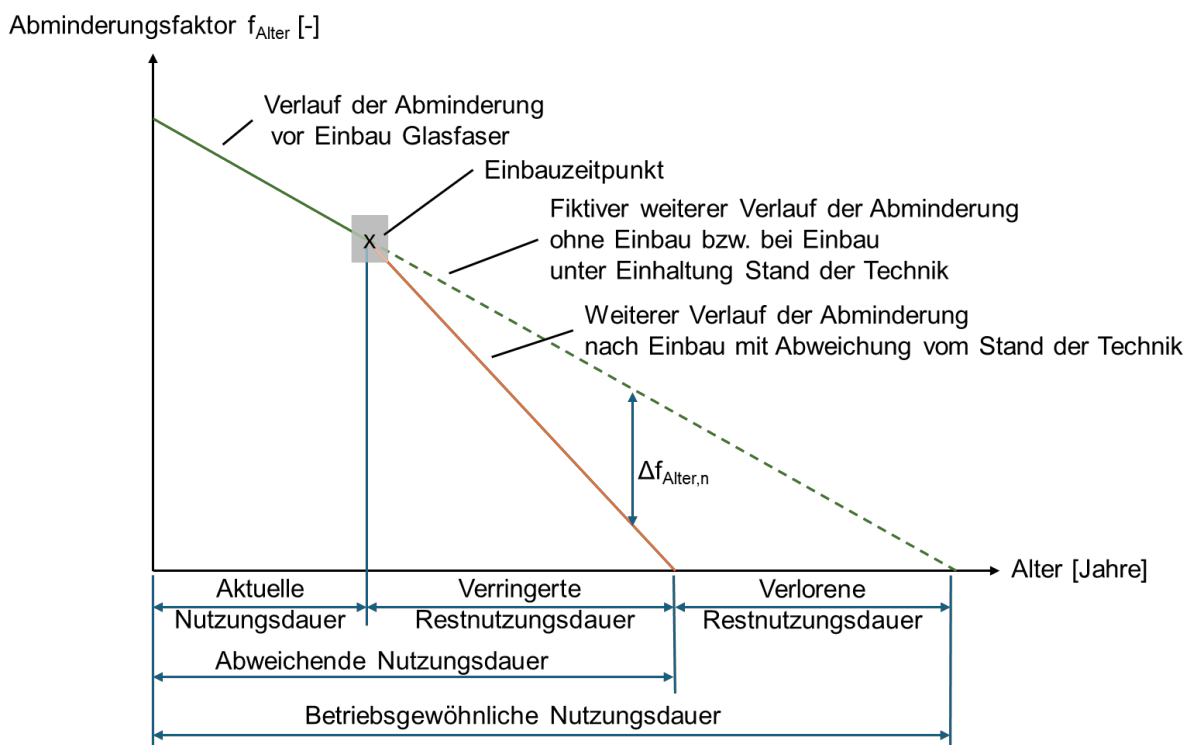 Abminderungsfaktor fAlter [-]
Verlauf der Abminderung
vor Einbau Glasfaser
Einbauzeitpunkt
x
Fiktiver weiterer Verlauf der Abminderung
ohne Einbau bzw. bei Einbau
unter Einhaltung Stand der Technik
Weiterer Verlauf der Abminderung
nach Einbau mit Abweichung vom Stand der Technik
ΔfAlter,n
Alter [Jahre]
Aktuelle
Nutzungsdauer
Verringerte
Restnutzungsdauer
Verlorene
Restnutzungsdauer
Abweichende Nutzungsdauer
Betriebsgewöhnliche Nutzungsdauer